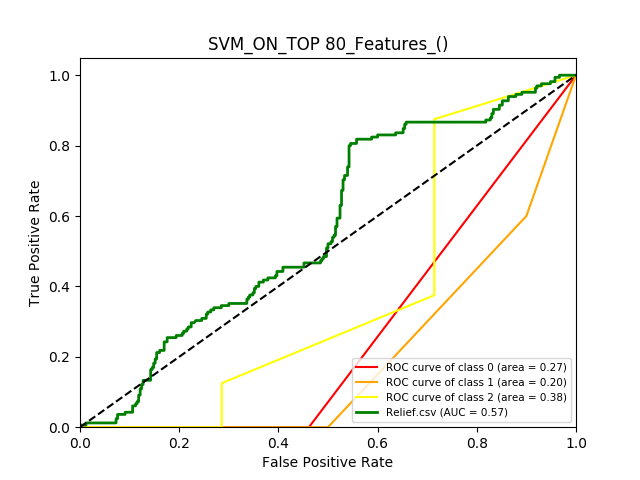 SVM_ON_TOP 80_Features_()
True Positive Rate
1.0
0.8
0.6
0.4
0.2
0.0
ROC curve of class 0 (area = 0.27)
ROC curve of class 1 (area = 0.20)
ROC curve of class 2 (area = 0.38)
Relief.csv (AUC = 0.57)
0.0 0.2 0.4 0.6 0.8 1.0
False Positive Rate